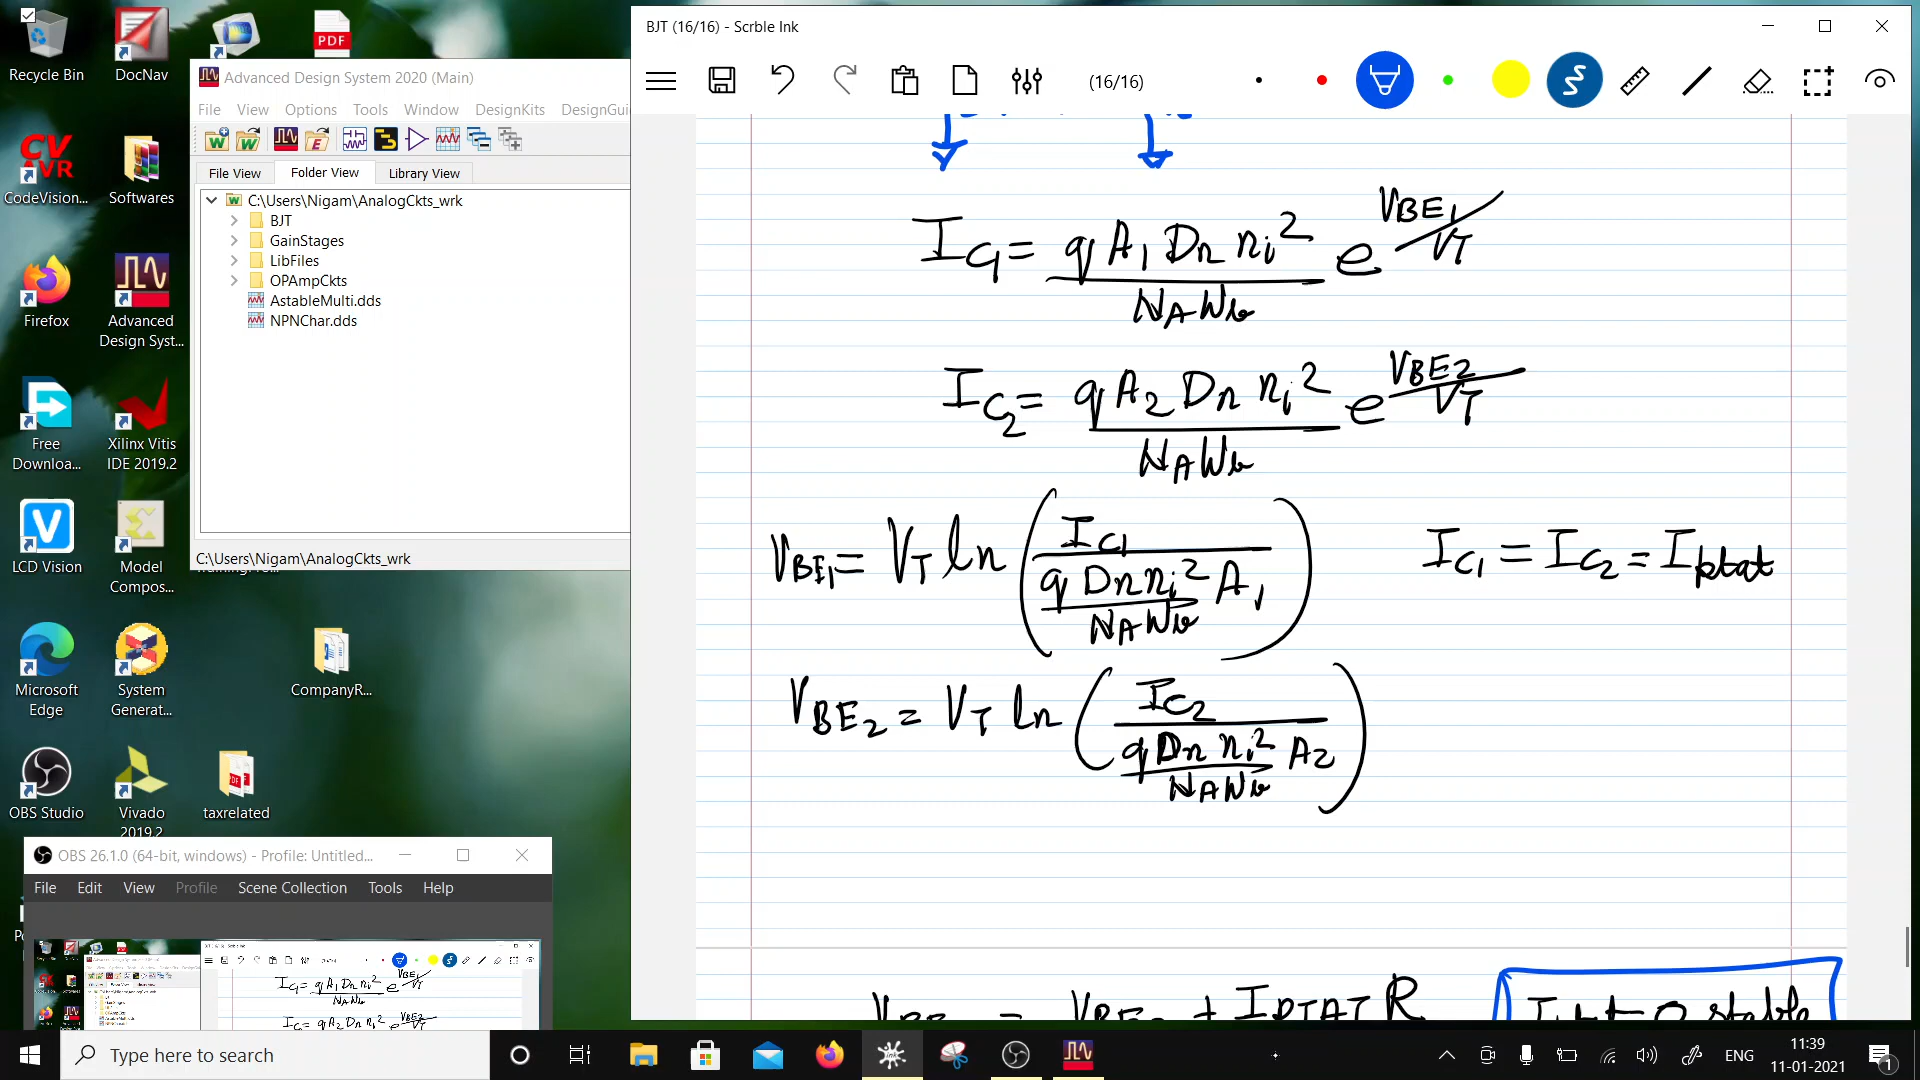 Recycle Bin
DocNav
PDF
CodeVision...
Softwares
Firefox
Advanced
Design Syst...
Free
Downloa...
Xilinx Vitis
IDE 2019.2
LCD Vision
Model
Compos...
Microsoft
Edge
System
Generat...
CompanyR...
OBS Studio
Vivado
2019.2
taxrelated
Advanced Design System 2020 (Main)
File View Options Tools Window DesignKits DesignGui
File View Folder View Library View
C:\Users\Nigam\AnalogCkts_wrk
BJT
GainStages
LibFiles
OPAmpCkts
AstableMulti.dds
NPNChar.dds
C:\Users\Nigam\AnalogCkts_wrk
OBS 26.1.0 (64-bit, windows) - Profile: Untitled...
File Edit View Profile Scene Collection Tools Help
BJT (16/16) - Scrble Ink
(16/16)
IC1 = q A1 Dn ni² / NA Wb e^VBE1/VT
IC2 = q A2 Dn ni² / NA Wb e^VBE2/VT
VBE1 = VT ln ( IC1 / q Dn ni² / NA Wb A1 ) IC1 = IC2 = Iptat
VBE2 = VT ln ( IC2 / q Dn ni² / NA Wb A2 )
Type here to search
ENG
11:39
11-01-2021
1